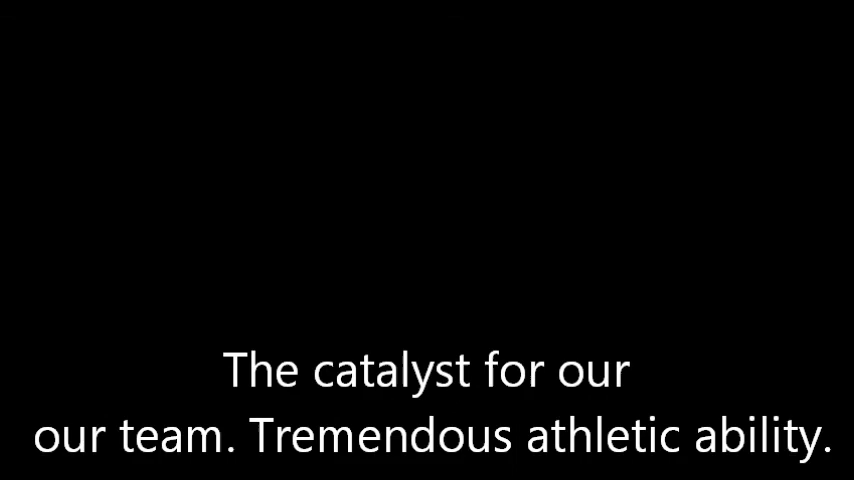 The catalyst for our
our team. Tremendous athletic ability.